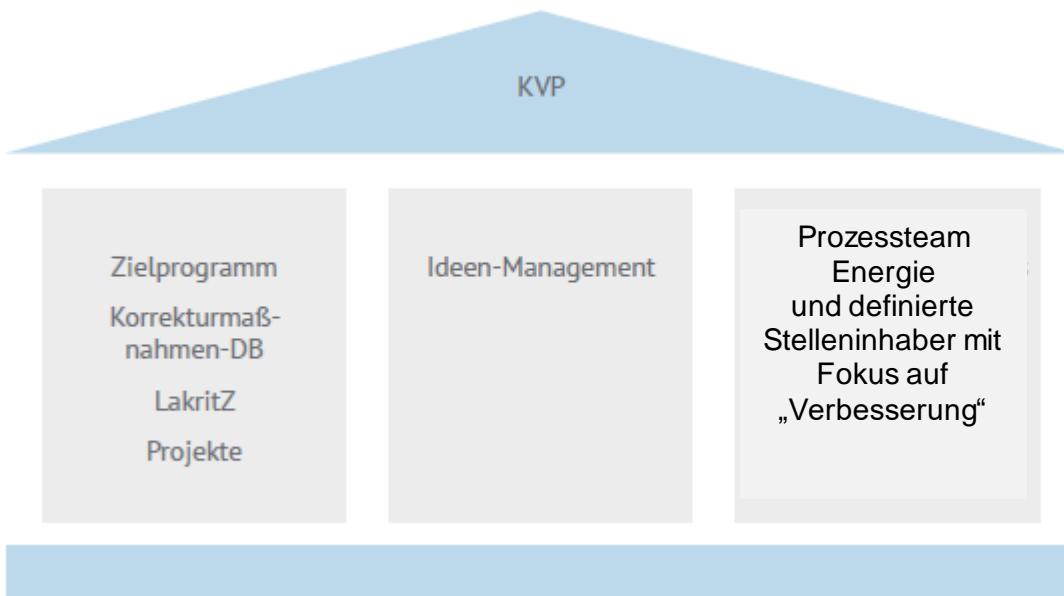 KVP
Zielprogramm
Korrekturmaß-
nahmen-DB
LakritZ
Projekte
Ideen-Management
Prozessteam
Energie
und definierte
Stelleninhaber mit
Fokus auf
„Verbesserung“